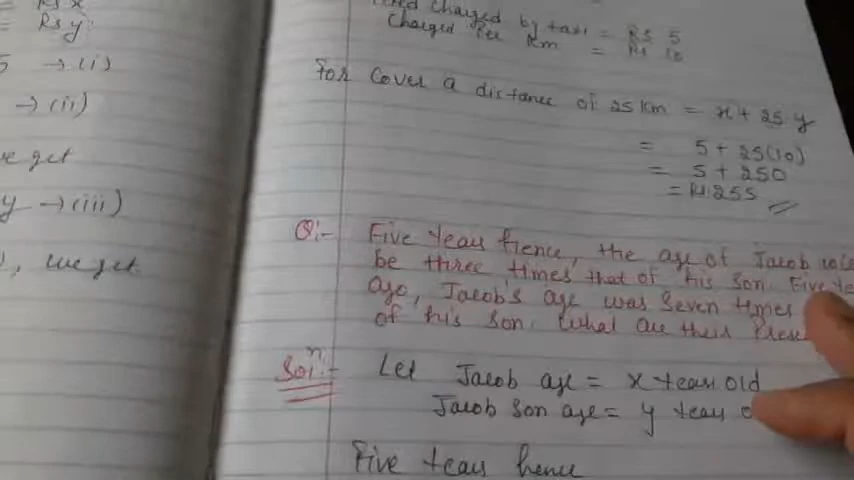 = Rs x
= Rs y
5 → (i)
→ (ii)
we get
y → (iii)
, we get
Charged by taxi = Rs 5
Charged Per Km = Rs 10
For Cover a distance of 25 Km = x + 25 y
= 5 + 25(10)
= 5 + 250
= Rs. 255
Q:- Five years hence, the age of Jacob will
be three times that of his son. Five
ago, Jacob's age was seven times
of his son. What are their
Solⁿ:- Let Jacob age = x years old
Jacob son age = y years
Five years hence